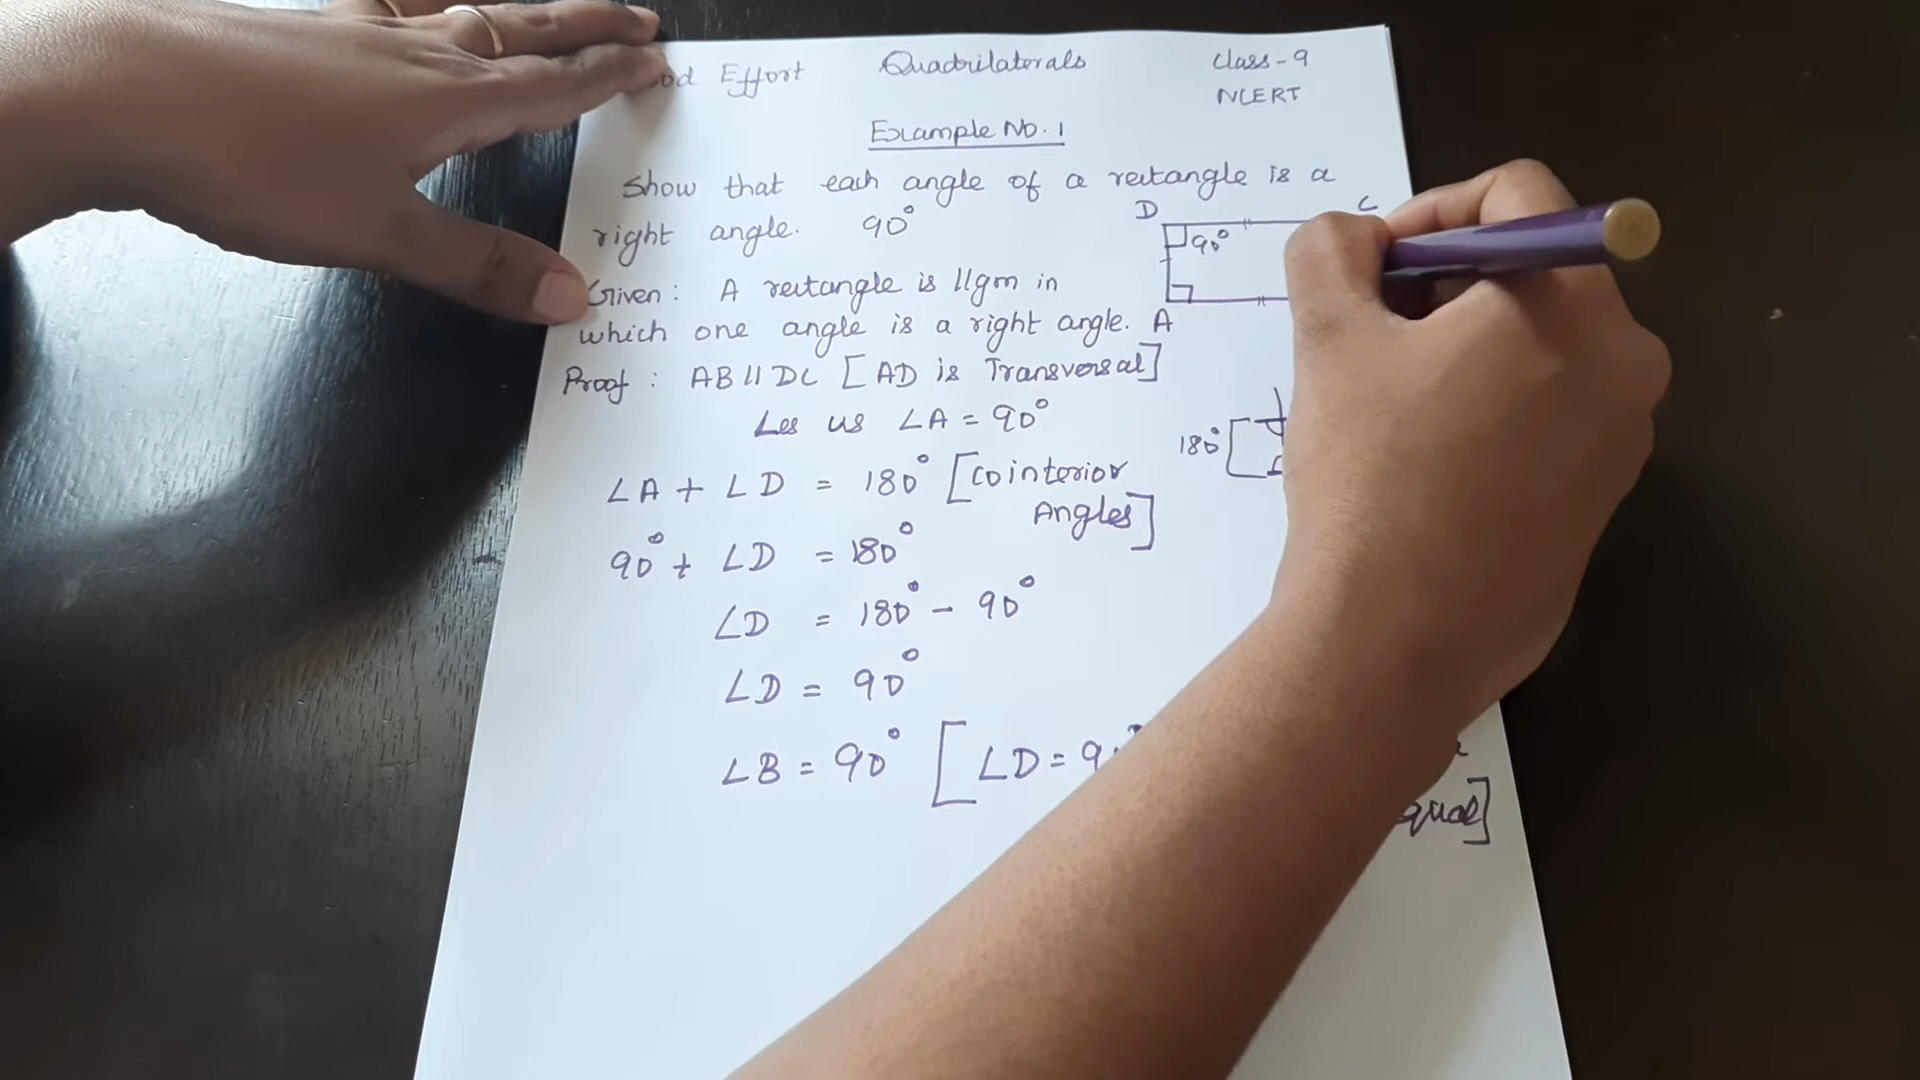 Effort Quadrilaterals Class-9
NCERT
Example No. 1
Show that each angle of a rectangle is a
right angle. 90°
D C
90°
Given: A rectangle is llgm in
which one angle is a right angle. A
Proof: AB ll DC [AD is Transversal]
Les us ∠A = 90°
180°
∠A + ∠D = 180° [Cointerior
Angles]
90° + ∠D = 180°
∠D = 180° - 90°
∠D = 90°
∠B = 90° [∠D = 9